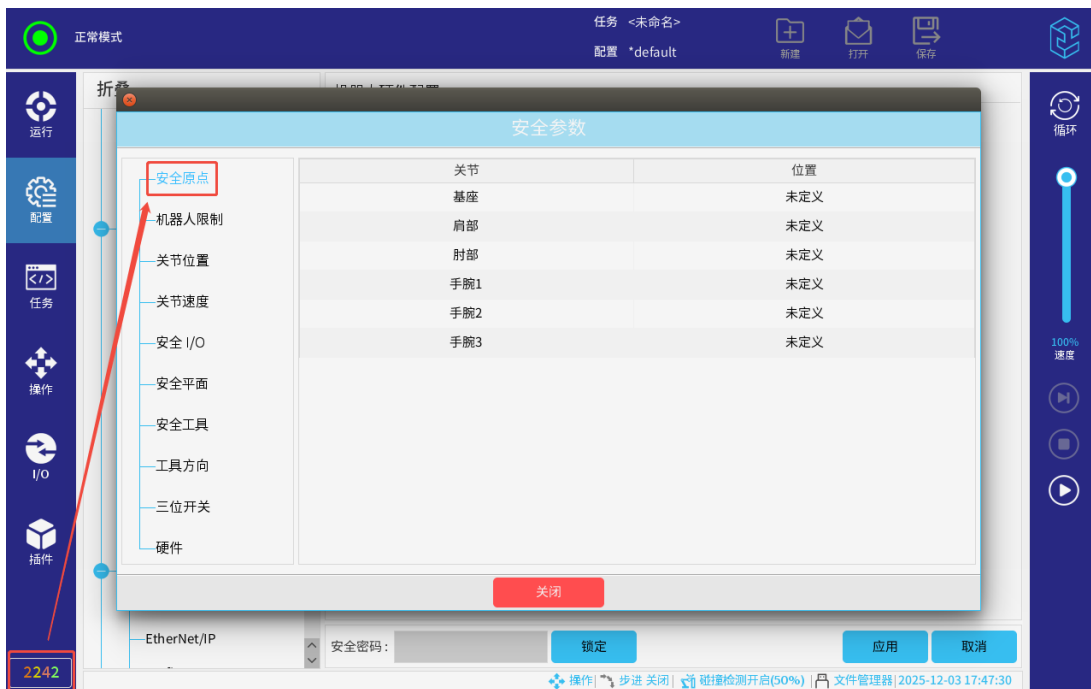 正常模式
任务 <未命名>
配置 *default
新建
打开
保存
运行
配置
任务
操作
I/O
插件
2242
安全参数
安全原点
机器人限制
关节位置
关节速度
安全 I/O
安全平面
安全工具
工具方向
三位开关
硬件
关节 位置
基座 未定义
肩部 未定义
肘部 未定义
手腕1 未定义
手腕2 未定义
手腕3 未定义
关闭
EtherNet/IP
安全密码:
锁定
应用
取消
循环
100%
速度
操作| 步进 关闭| 碰撞检测开启(50%) | 文件管理器|2025-12-03 17:47:30